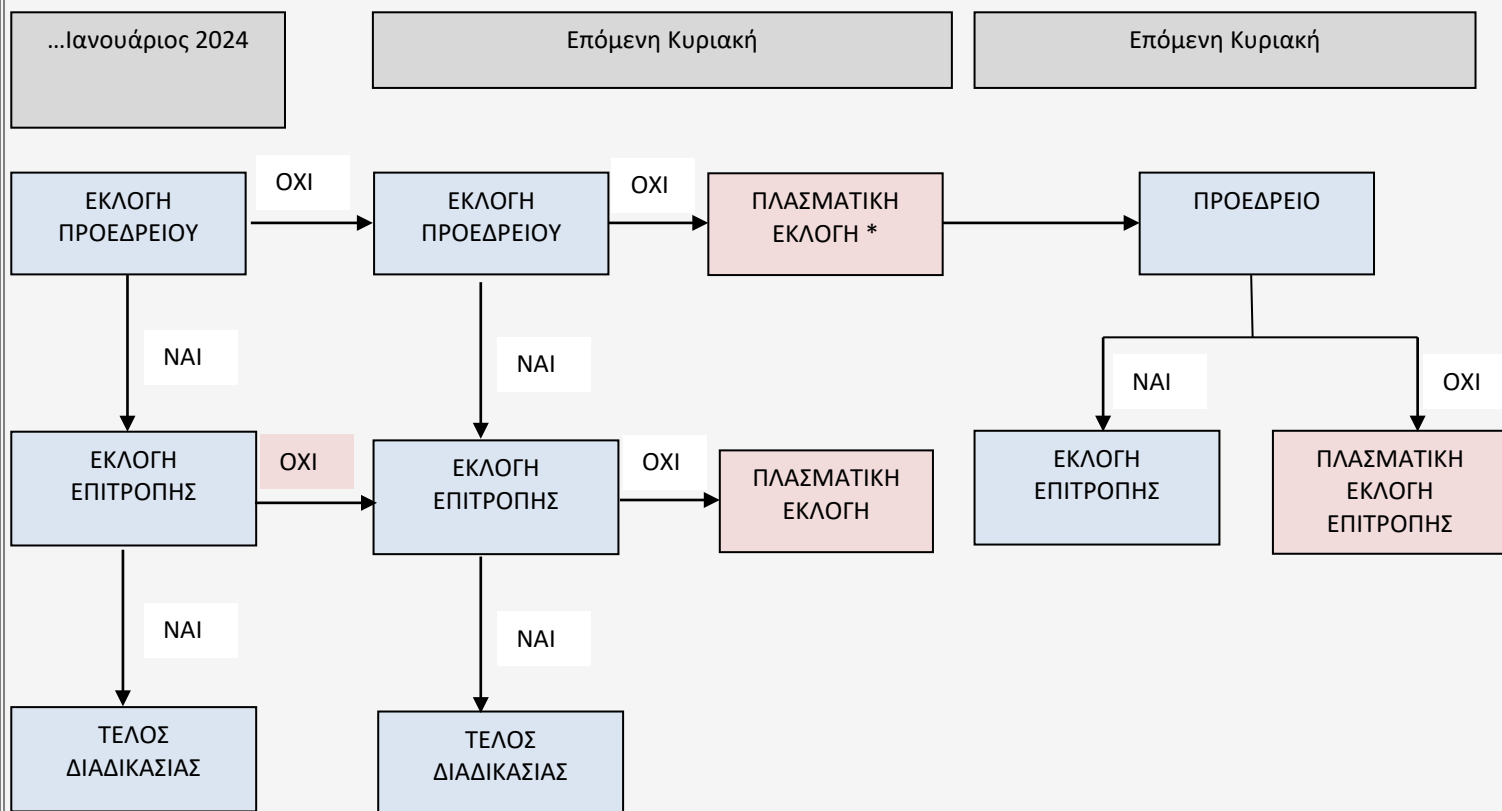 ...Ιανουάριος 2024
Επόμενη Κυριακή
Επόμενη Κυριακή
ΕΚΛΟΓΗ
ΠΡΟΕΔΡΕΙΟΥ
ΟΧΙ
ΕΚΛΟΓΗ
ΠΡΟΕΔΡΕΙΟΥ
ΟΧΙ
ΠΛΑΣΜΑΤΙΚΗ
ΕΚΛΟΓΗ *
ΠΡΟΕΔΡΕΙΟ
ΝΑΙ
ΝΑΙ
ΝΑΙ
ΟΧΙ
ΕΚΛΟΓΗ
ΕΠΙΤΡΟΠΗΣ
ΟΧΙ
ΕΚΛΟΓΗ
ΕΠΙΤΡΟΠΗΣ
ΟΧΙ
ΠΛΑΣΜΑΤΙΚΗ
ΕΚΛΟΓΗ
ΕΚΛΟΓΗ
ΕΠΙΤΡΟΠΗΣ
ΠΛΑΣΜΑΤΙΚΗ
ΕΚΛΟΓΗ
ΕΠΙΤΡΟΠΗΣ
ΝΑΙ
ΝΑΙ
ΤΕΛΟΣ
ΔΙΑΔΙΚΑΣΙΑΣ
ΤΕΛΟΣ
ΔΙΑΔΙΚΑΣΙΑΣ